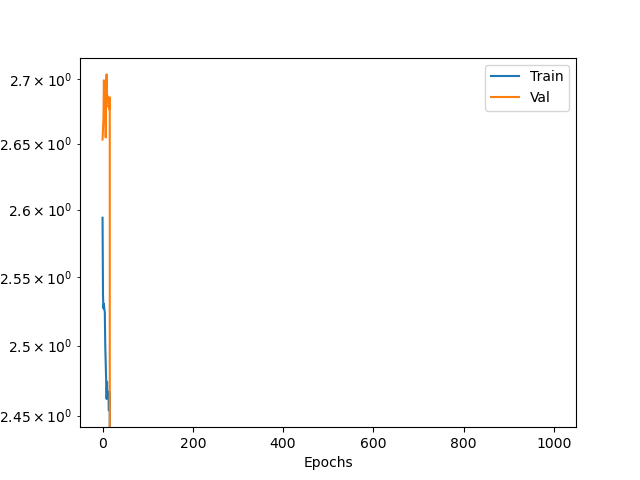 Train
Val
2.7 × 10⁰
2.65 × 10⁰
2.6 × 10⁰
2.55 × 10⁰
2.5 × 10⁰
2.45 × 10⁰
0 200 400 600 800 1000
Epochs